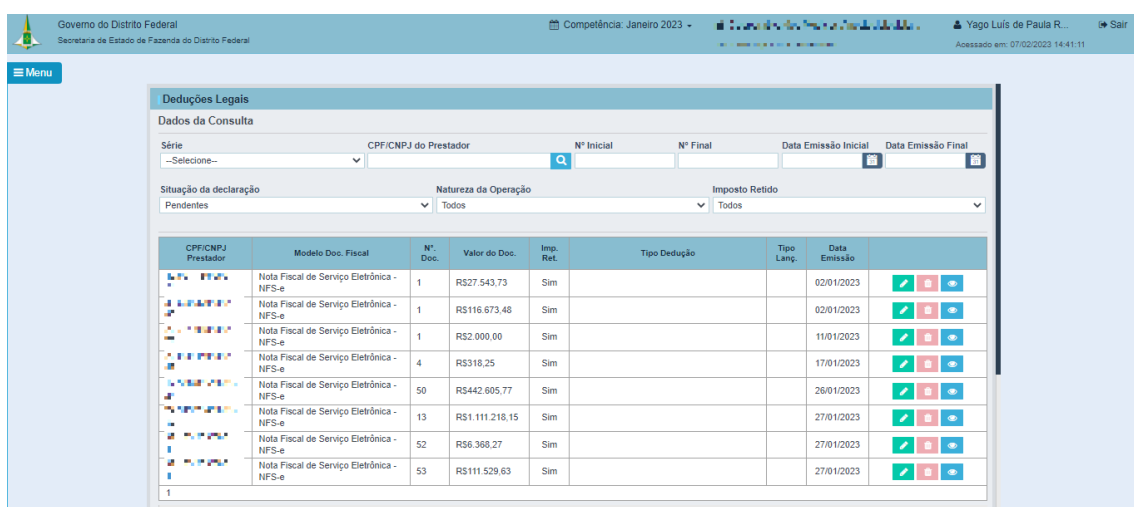 Governo do Distrito Federal
Secretaria de Estado de Fazenda do Distrito Federal
Competência: Janeiro 2023
Yago Luís de Paula R...
Sair
Acessado em: 07/02/2023 14:41:11
Menu
Deduções Legais
Dados da Consulta
Série CPF/CNPJ do Prestador Nº Inicial Nº Final Data Emissão Inicial Data Emissão Final
--Selecione--
Situação da declaração Natureza da Operação Imposto Retido
Pendentes Todos Todos
CPF/CNPJ Prestador Modelo Doc. Fiscal N°. Doc. Valor do Doc. Imp. Ret. Tipo Dedução Tipo Lanç. Data Emissão
Nota Fiscal de Serviço Eletrônica - NFS-e 1 R$27.543,73 Sim 02/01/2023
Nota Fiscal de Serviço Eletrônica - NFS-e 1 R$116.673,48 Sim 02/01/2023
Nota Fiscal de Serviço Eletrônica - NFS-e 1 R$2.000,00 Sim 11/01/2023
Nota Fiscal de Serviço Eletrônica - NFS-e 4 R$318,25 Sim 17/01/2023
Nota Fiscal de Serviço Eletrônica - NFS-e 50 R$442.605,77 Sim 26/01/2023
Nota Fiscal de Serviço Eletrônica - NFS-e 13 R$1.111.218,15 Sim 27/01/2023
Nota Fiscal de Serviço Eletrônica - NFS-e 52 R$6.368,27 Sim 27/01/2023
Nota Fiscal de Serviço Eletrônica - NFS-e 53 R$111.529,63 Sim 27/01/2023
1